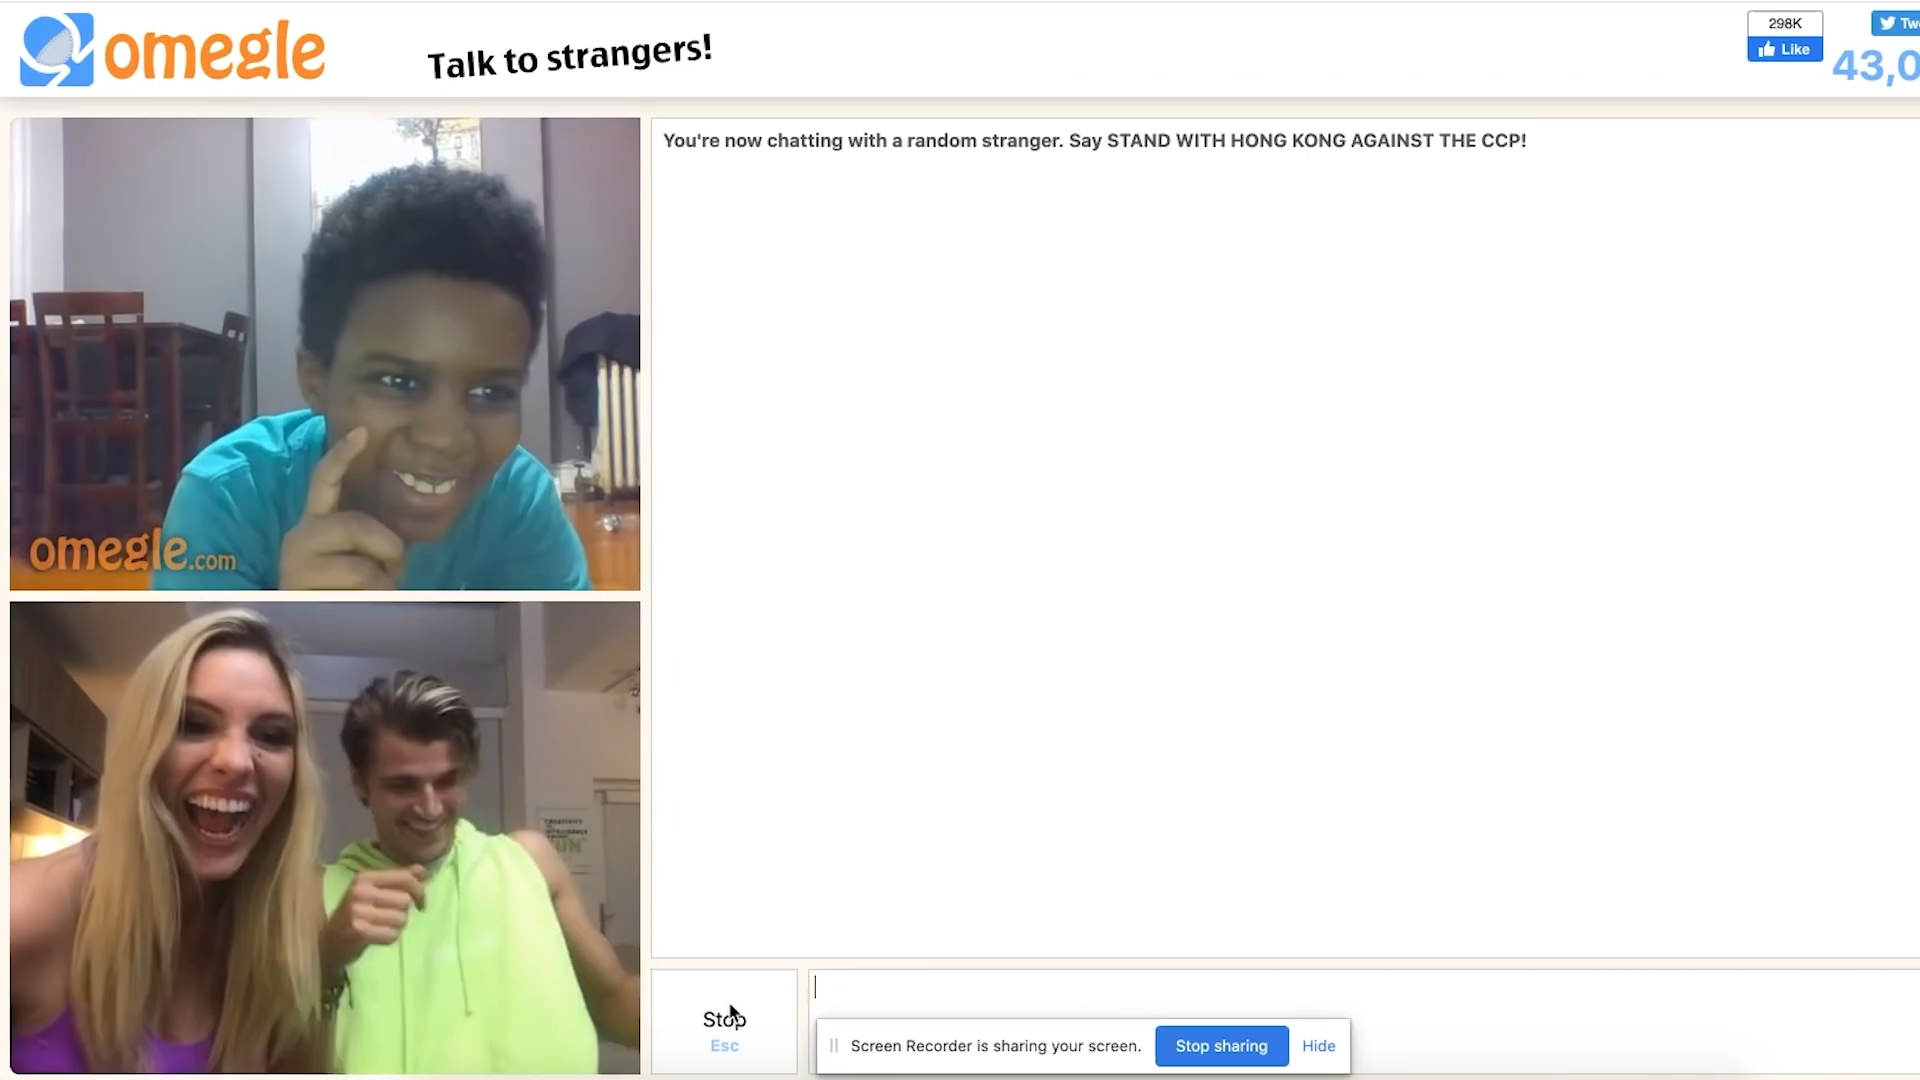 omegle
Talk to strangers!
298K
Like
43,0
You're now chatting with a random stranger. Say STAND WITH HONG KONG AGAINST THE CCP!
omegle.com
Stop
Esc
Screen Recorder is sharing your screen.
Stop sharing
Hide